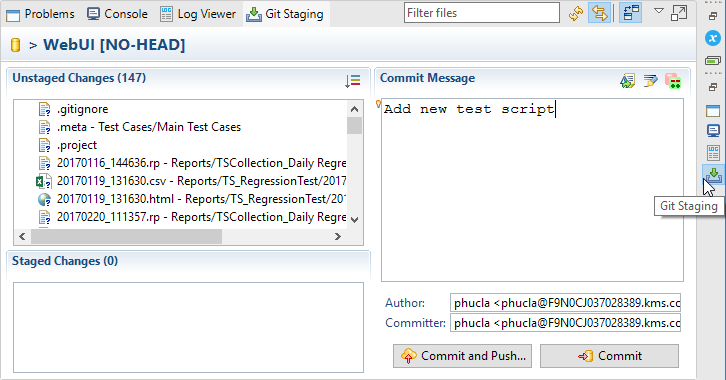 Problems Console Log Viewer Git Staging Filter files
> WebUI [NO-HEAD]
Unstaged Changes (147)
.gitignore
.meta - Test Cases/Main Test Cases
.project
20170116_144636.rp - Reports/TSCollection_Daily Regre
20170119_131630.csv - Reports/TS_RegressionTest/2017
20170119_131630.html - Reports/TS_RegressionTest/201
20170220_111357.rp - Reports/TSCollection_Daily Regre
Staged Changes (0)
Commit Message
Add new test script
Git Staging
Author: phucla <phucla@F9N0CJ037028389.kms.cc
Committer: phucla <phucla@F9N0CJ037028389.kms.cc
Commit and Push... Commit